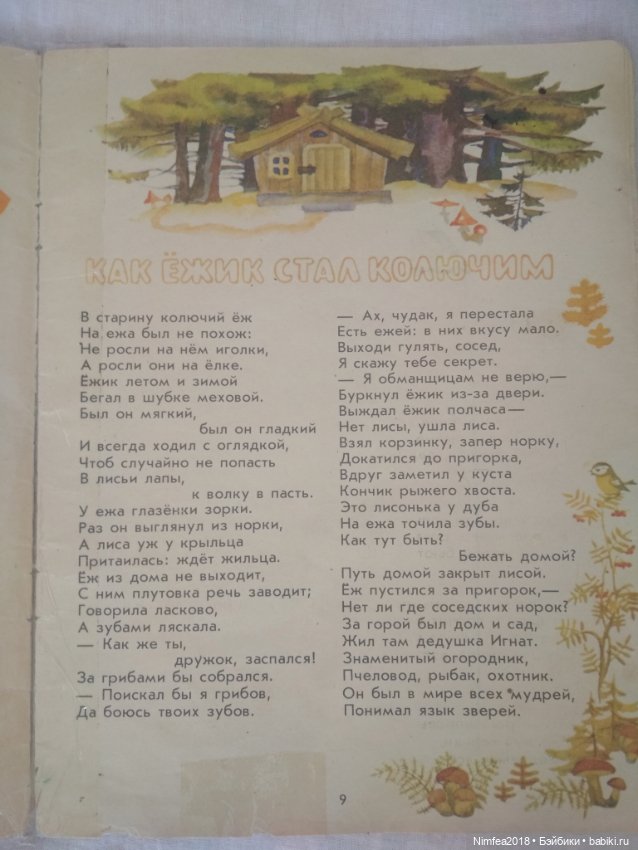 КАК ЁЖИК СТАЛ КОЛЮЧИМ
В старину колючий ёж
На ежа был не похож:
Не росли на нём иголки,
А росли они на ёлке.
Ёжик летом и зимой
Бегал в шубке меховой.
Был он мягкий,
был он гладкий
И всегда ходил с оглядкой,
Чтоб случайно не попасть
В лисьи лапы,
к волку в пасть.
У ежа глазёнки зорки.
Раз он выглянул из норки,
А лиса уж у крыльца
Притаилась: ждёт жильца.
Ёж из дома не выходит,
С ним плутовка речь заводит;
Говорила ласково,
А зубами ляскала.
— Как же ты,
дружок, заспался!
За грибами бы собрался.
— Поискал бы я грибов,
Да боюсь твоих зубов.
— Ах, чудак, я перестала
Есть ежей: в них вкусу мало.
Выходи гулять, сосед,
Я скажу тебе секрет.
— Я обманщицам не верю,—
Буркнул ёжик из-за двери.
Выждал ёжик полчаса—
Нет лисы, ушла лиса.
Взял корзинку, запер норку,
Докатился до пригорка,
Вдруг заметил у куста
Кончик рыжего хвоста.
Это лисонька у дуба
На ежа точила зубы.
Как тут быть?
Бежать домой?
Путь домой закрыт лисой.
Ёж пустился за пригорок,—
Нет ли где соседских норок?
За горой был дом и сад,
Жил там дедушка Игнат.
Знаменитый огородник,
Пчеловод, рыбак, охотник.
Он был в мире всех мудрей,
Понимал язык зверей.
9
Nimfea2018 • Бэйбики • babiki.ru